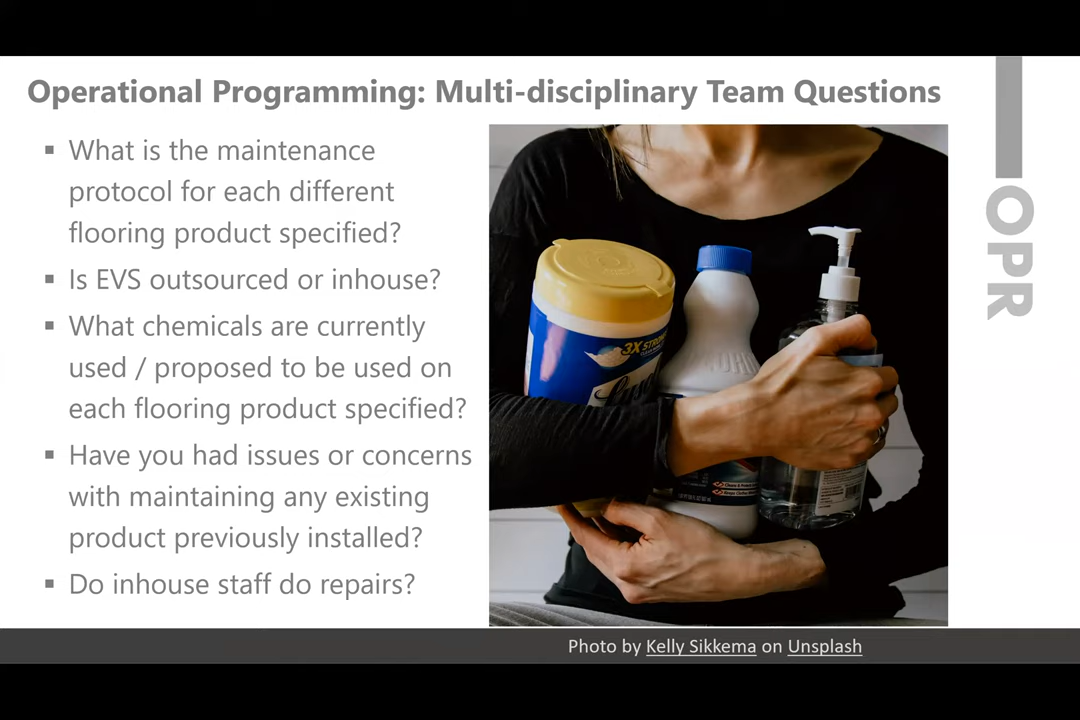 Operational Programming: Multi-disciplinary Team Questions
▪ What is the maintenance
protocol for each different
flooring product specified?
▪ Is EVS outsourced or inhouse?
▪ What chemicals are currently
used / proposed to be used on
each flooring product specified?
▪ Have you had issues or concerns
with maintaining any existing
product previously installed?
▪ Do inhouse staff do repairs?
OPR
3X
Photo by Kelly Sikkema on Unsplash